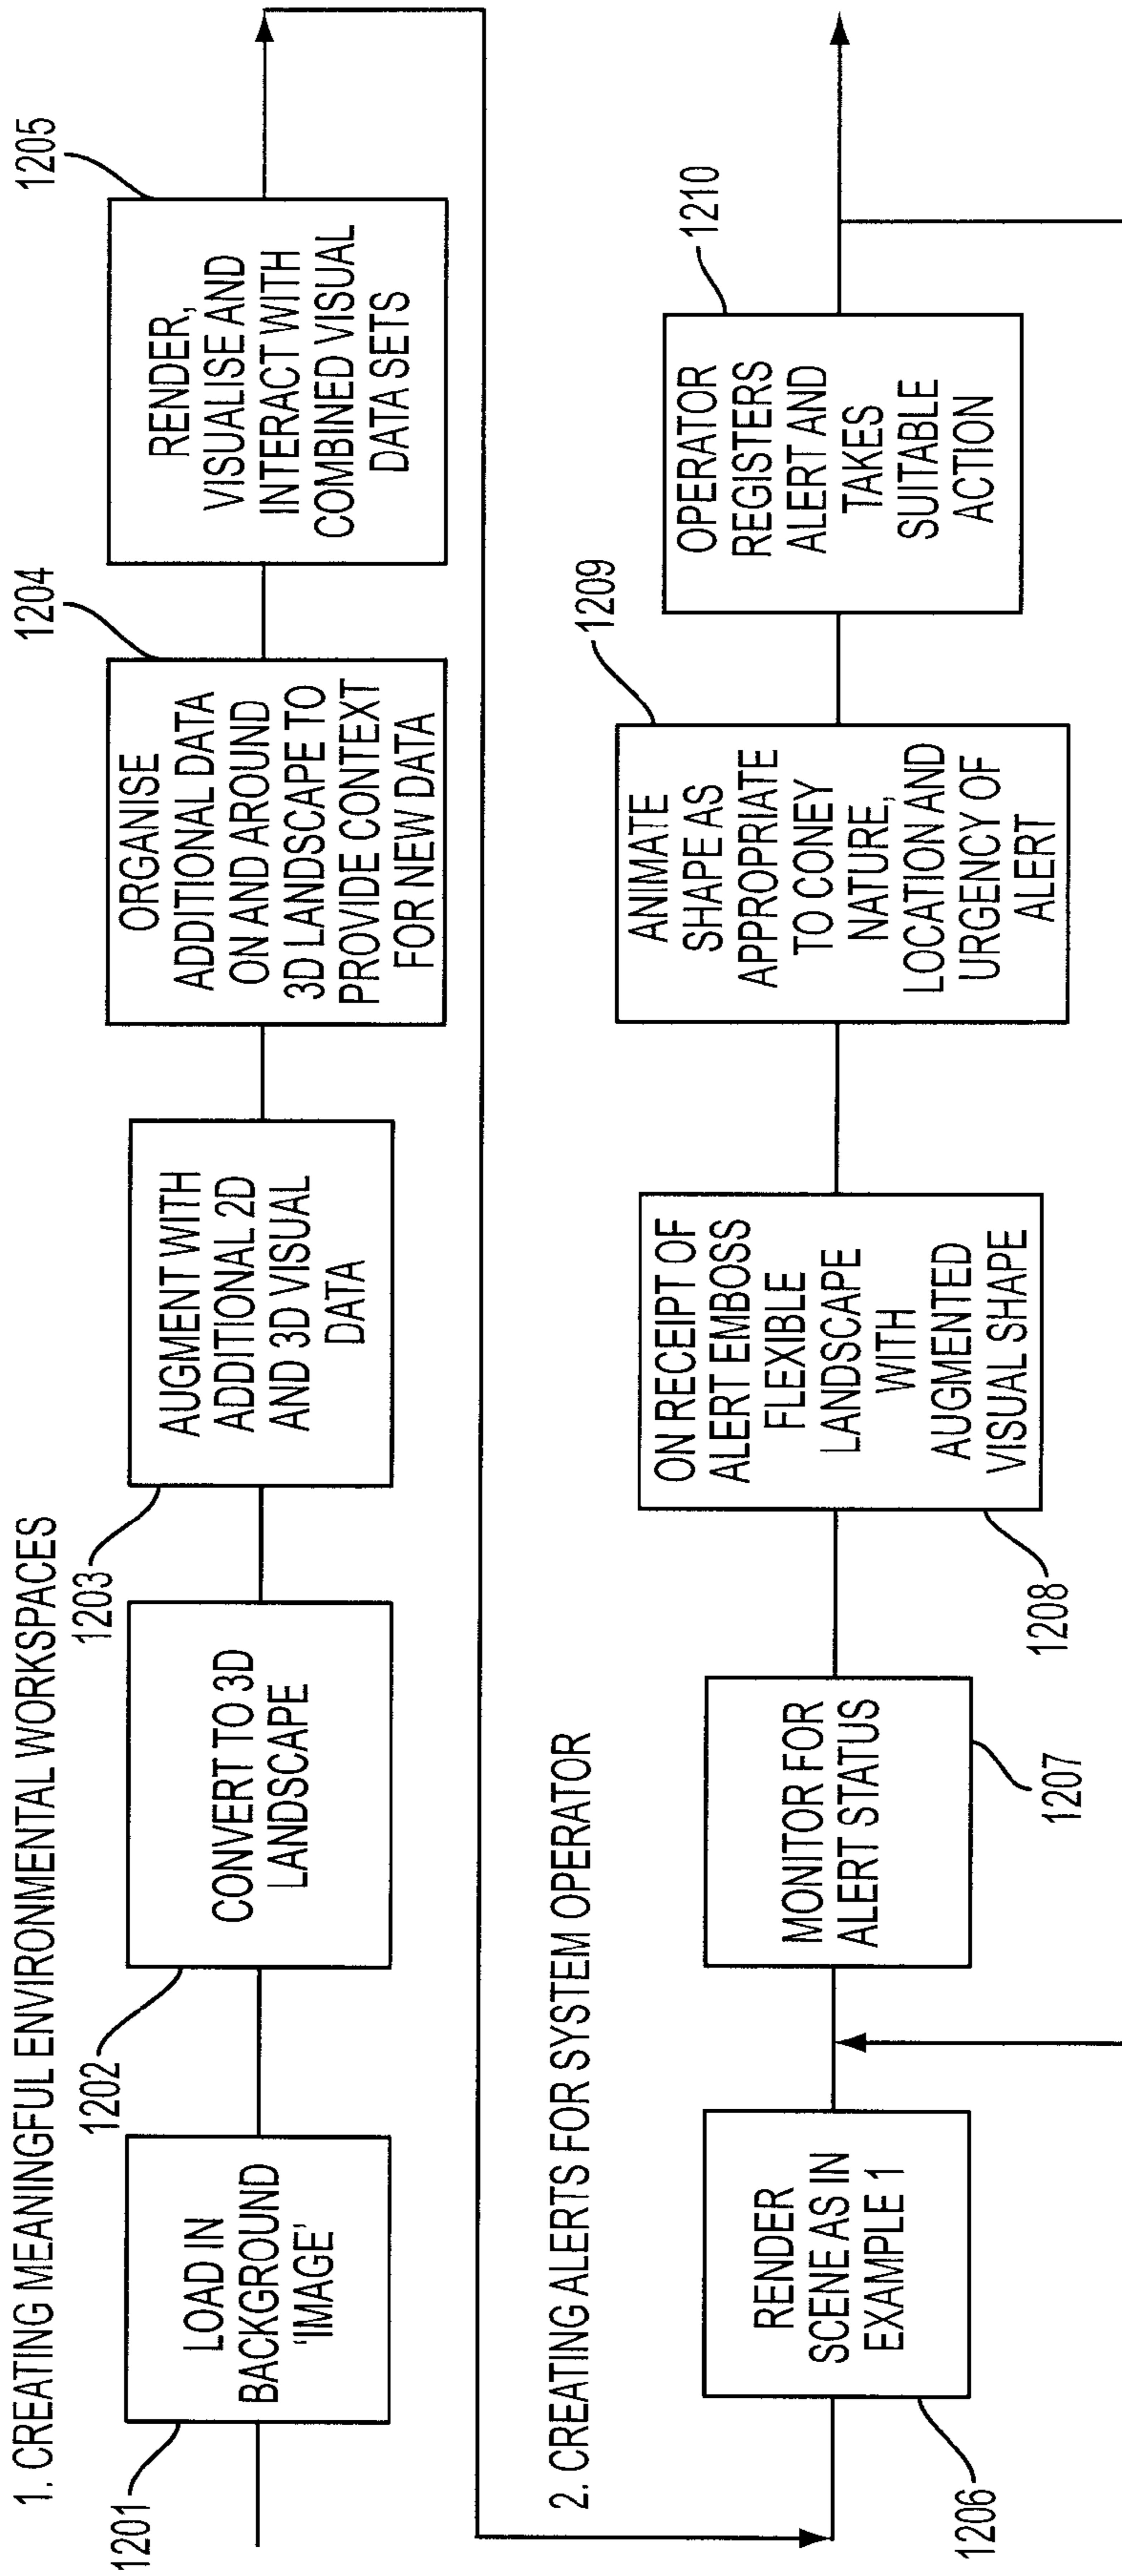 1. CREATING MEANINGFUL ENVIRONMENTAL WORKSPACES
1201
LOAD IN
BACKGROUND
'IMAGE'
1202
CONVERT TO 3D
LANDSCAPE
1203
AUGMENT WITH
ADDITIONAL 2D
AND 3D VISUAL
DATA
1204
ORGANISE
ADDITIONAL DATA
ON AND AROUND
3D LANDSCAPE TO
PROVIDE CONTEXT
FOR NEW DATA
1205
RENDER,
VISUALISE AND
INTERACT WITH
COMBINED VISUAL
DATA SETS
2. CREATING ALERTS FOR SYSTEM OPERATOR
1206
RENDER
SCENE AS IN
EXAMPLE 1
1207
MONITOR FOR
ALERT STATUS
1208
ON RECEIPT OF
ALERT EMBOSS
FLEXIBLE
LANDSCAPE
WITH
AUGMENTED
VISUAL SHAPE
1209
ANIMATE
SHAPE AS
APPROPRIATE
TO CONEY
NATURE,
LOCATION AND
URGENCY OF
ALERT
1210
OPERATOR
REGISTERS
ALERT AND
TAKES
SUITABLE
ACTION